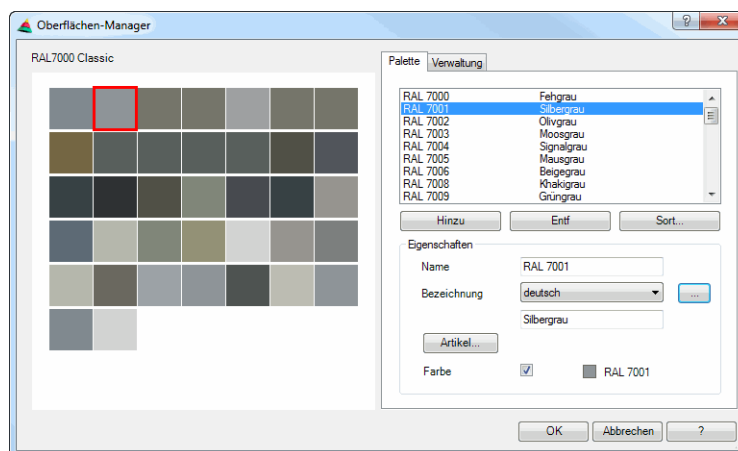 Oberflächen-Manager
?
RAL7000 Classic
Palette Verwaltung
RAL 7000 Fehgrau
RAL 7001 Silbergrau
RAL 7002 Olivgrau
RAL 7003 Moosgrau
RAL 7004 Signalgrau
RAL 7005 Mausgrau
RAL 7006 Beigegrau
RAL 7008 Khakigrau
RAL 7009 Grüngrau
Hinzu Entf Sort...
Eigenschaften
Name RAL 7001
Bezeichnung deutsch ...
Silbergrau
Artikel...
Farbe RAL 7001
OK Abbrechen ?